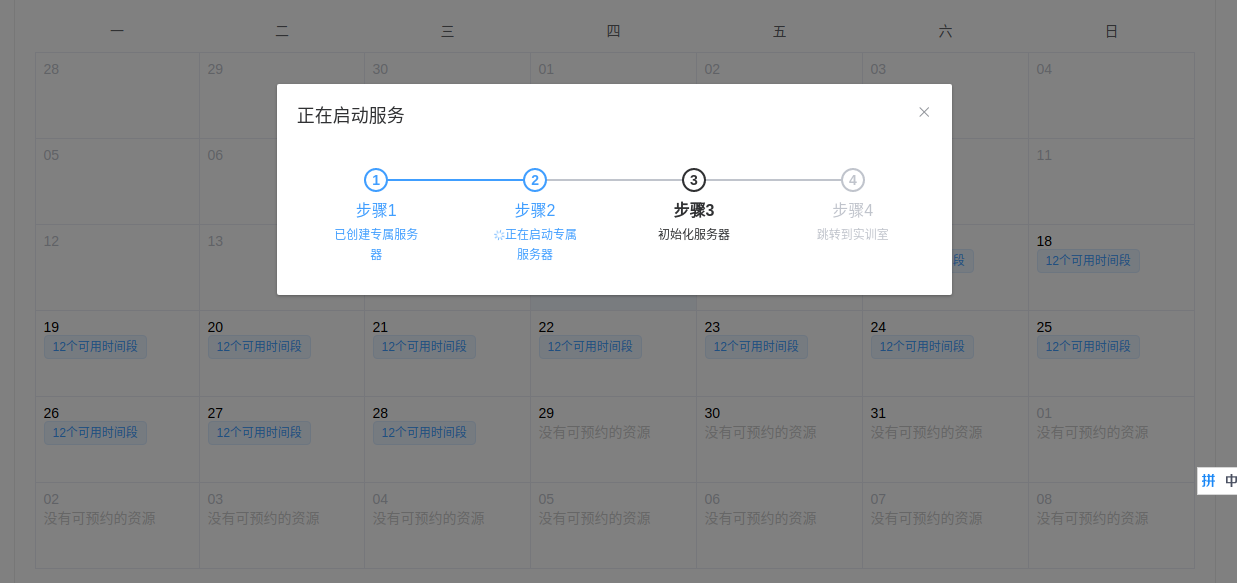 一 二 三 四 五 六 日
28 29 30 01 02 03 04
正在启动服务
05 06 11
1 2 3 4
步骤1 步骤2 步骤3 步骤4
已创建专属服务 正在启动专属 初始化服务器 跳转到实训室
器 服务器
12 13 18
段 12个可用时间段
19 20 21 22 23 24 25
12个可用时间段 12个可用时间段 12个可用时间段 12个可用时间段 12个可用时间段 12个可用时间段 12个可用时间段
26 27 28 29 30 31 01
12个可用时间段 12个可用时间段 12个可用时间段 没有可预约的资源 没有可预约的资源 没有可预约的资源 没有可预约的资源
拼 中
02 03 04 05 06 07 08
没有可预约的资源 没有可预约的资源 没有可预约的资源 没有可预约的资源 没有可预约的资源 没有可预约的资源 没有可预约的资源